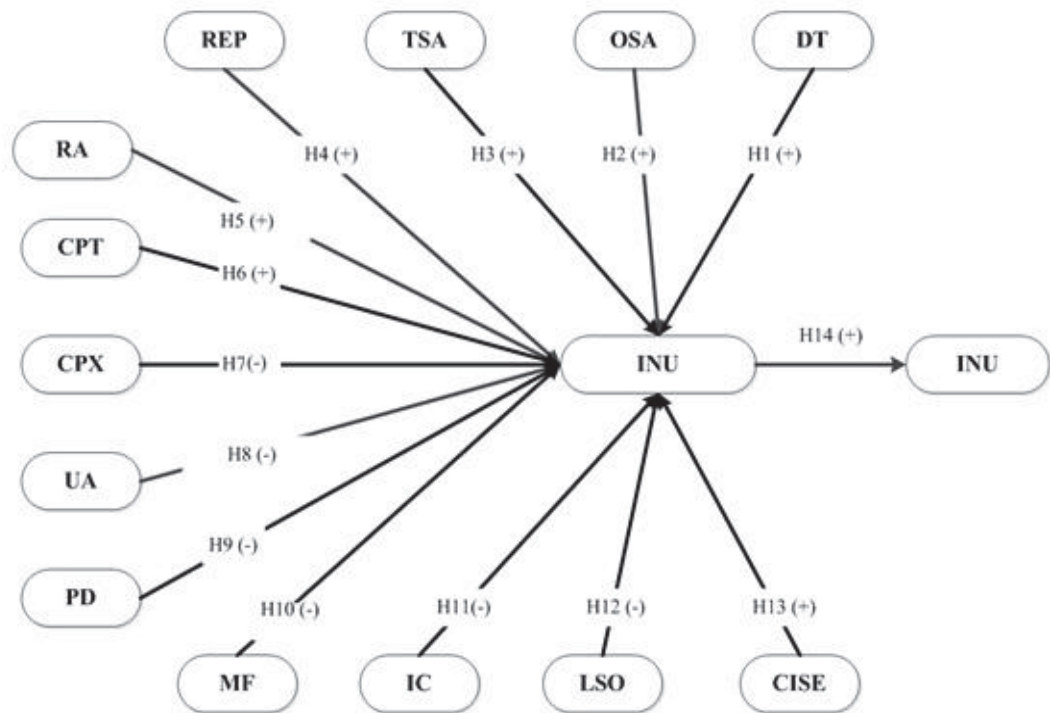 REP
TSA
OSA
DT
RA
H4 (+)
H3 (+)
H2 (+)
H1 (+)
H5 (+)
CPT
H6 (+)
CPX
H7(-)
INU
H14 (+)
INU
UA
H8 (-)
H9 (-)
PD
H10 (-)
H11(-)
H12 (-)
H13 (+)
MF
IC
LSO
CISE